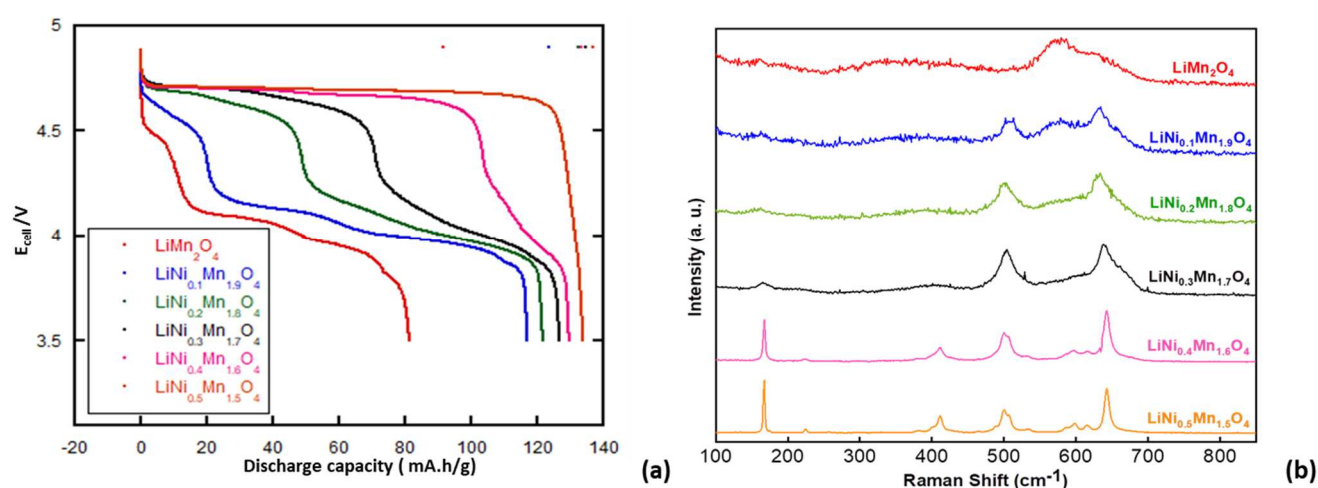 5
4.5
4
3.5
-20 0 20 40 60 80 100 120 140
E cell /V
Discharge capacity ( mA.h/g)
LiMn2O4
LiNi0.1Mn1.9O4
LiNi0.2Mn1.8O4
LiNi0.3Mn1.7O4
LiNi0.4Mn1.6O4
LiNi0.5Mn1.5O4
(a)
Intensity (a. u.)
LiMn2O4
LiNi0.1Mn1.9O4
LiNi0.2Mn1.8O4
LiNi0.3Mn1.7O4
LiNi0.4Mn1.6O4
LiNi0.5Mn1.5O4
100 200 300 400 500 600 700 800
Raman Shift (cm-1)
(b)